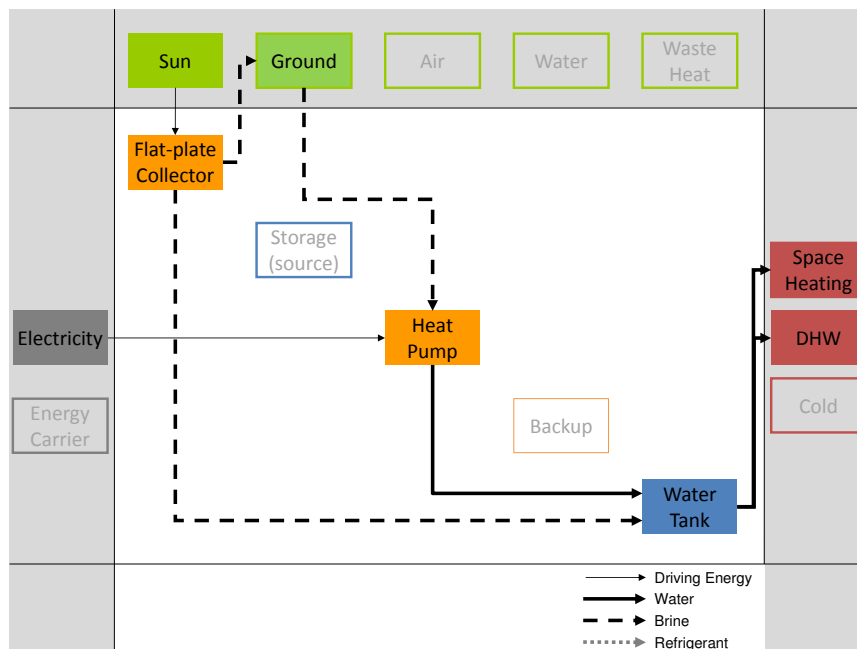 Sun
Ground
Air
Water
Waste
Heat
Flat-plate
Collector
Storage
(source)
Space
Heating
Electricity
Heat
Pump
DHW
Energy
Carrier
Backup
Cold
Water
Tank
Driving Energy
Water
Brine
Refrigerant